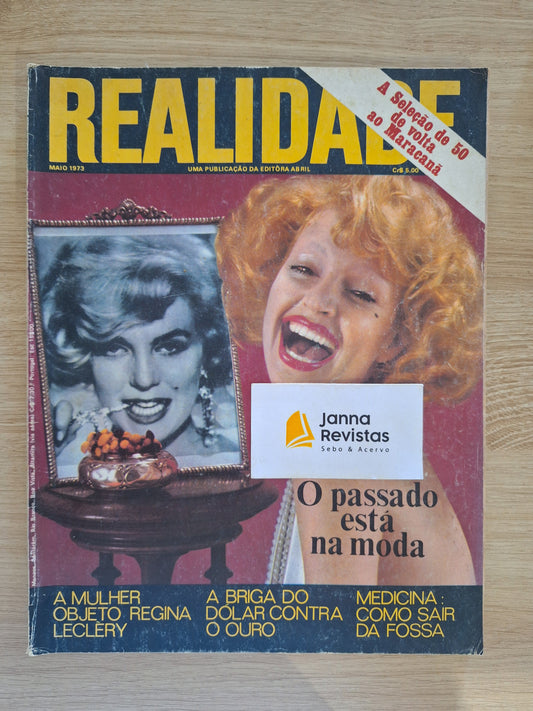 REALIDADE
A Seleção de 50
de volta
ao Maracanã
MAIO 1973
UMA PUBLICAÇÃO DA EDITÔRA ABRIL
Cr$ 5,00
Janna
Revistas
Sebo & Acervo
O passado
está
na moda
A MULHER
OBJETO, REGINA
LECLÉRY
A BRIGA DO
DÓLAR CONTRA
O OURO
MEDICINA:
COMO SAIR
DA FOSSA